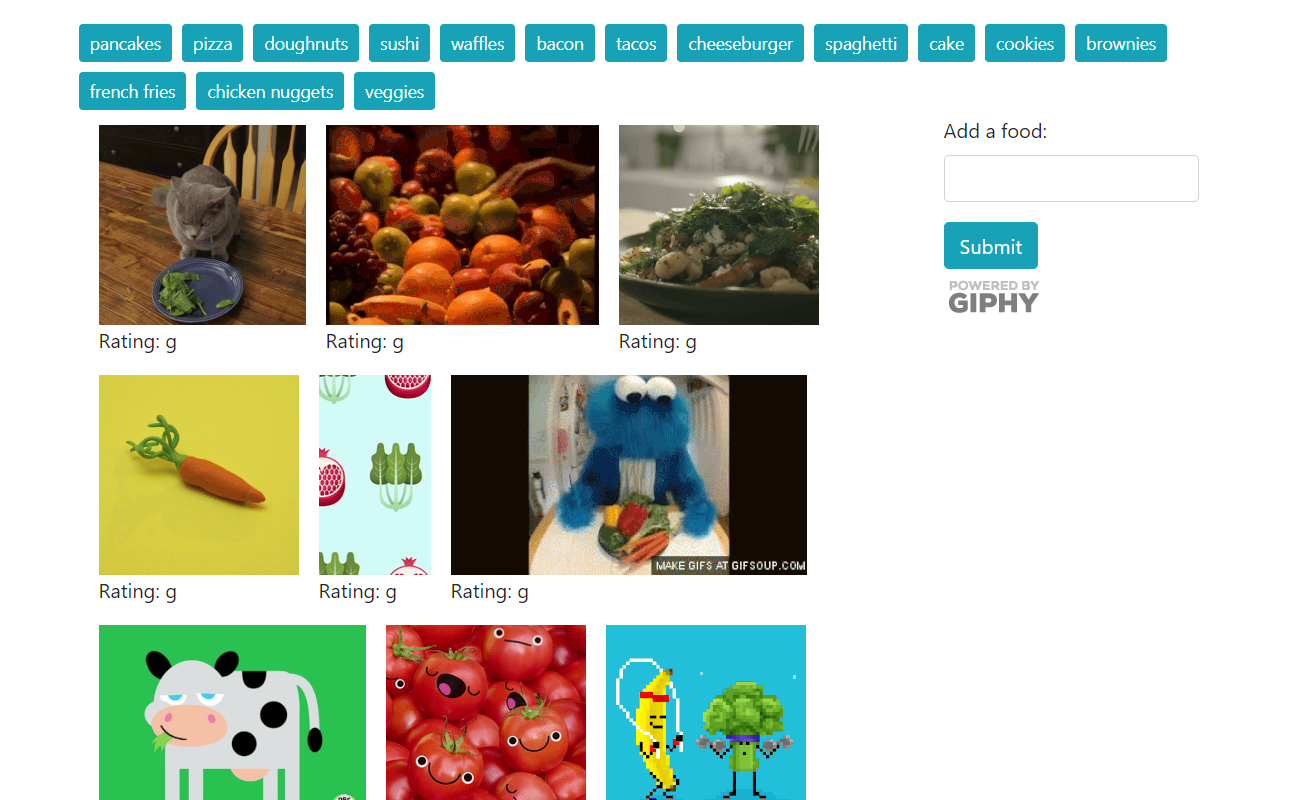 pancakes pizza doughnuts sushi waffles bacon tacos cheeseburger spaghetti cake cookies brownies
french fries chicken nuggets veggies
Add a food:
Submit
POWERED BY
GIPHY
Rating: g Rating: g Rating: g
MAKE GIFS AT GIFSOUP.COM
Rating: g Rating: g Rating: g